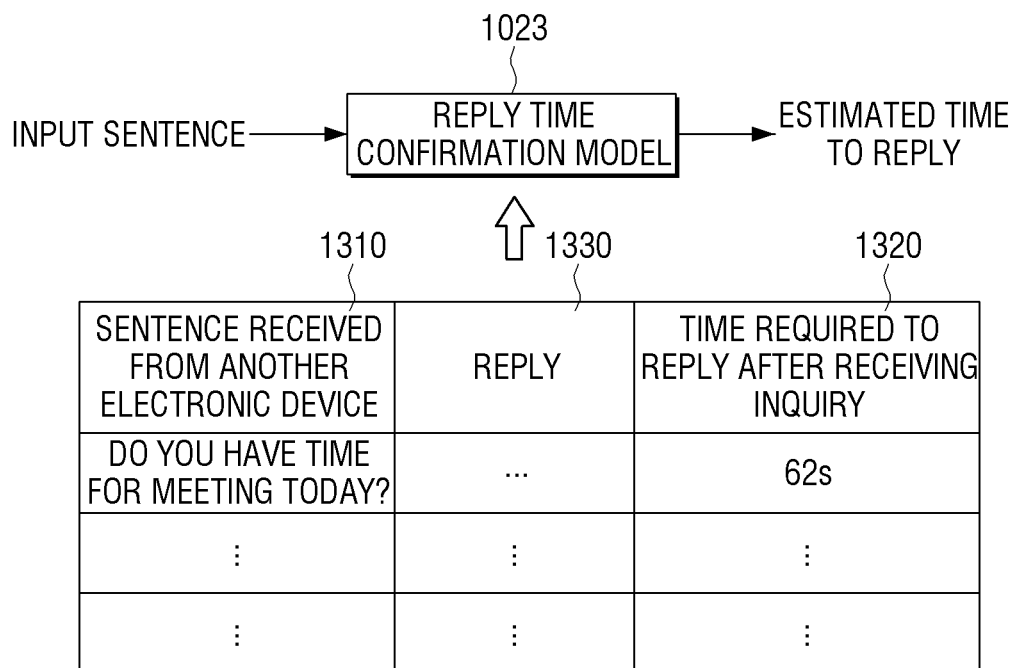 1023
INPUT SENTENCE
REPLY TIME
CONFIRMATION MODEL
ESTIMATED TIME
TO REPLY
1310
1330
1320
SENTENCE RECEIVED
FROM ANOTHER
ELECTRONIC DEVICE
REPLY
TIME REQUIRED TO
REPLY AFTER RECEIVING
INQUIRY
DO YOU HAVE TIME
FOR MEETING TODAY?
...
62s
⋮
⋮
⋮
⋮
⋮
⋮